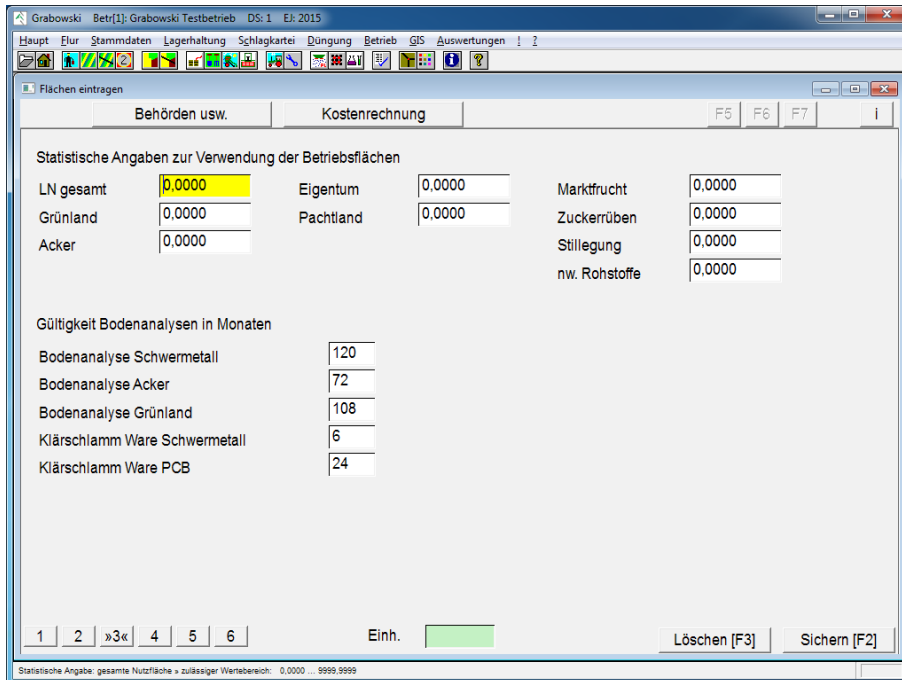 Grabowski Betr[1]: Grabowski Testbetrieb DS: 1 EJ: 2015
Haupt Flur Stammdaten Lagerhaltung Schlagkartei Düngung Betrieb GIS Auswertungen ! ?
Flächen eintragen
Behörden usw. Kostenrechnung F5 F6 F7 i
Statistische Angaben zur Verwendung der Betriebsflächen
LN gesamt 0,0000 Eigentum 0,0000 Marktfrucht 0,0000
Grünland 0,0000 Pachtland 0,0000 Zuckerrüben 0,0000
Acker 0,0000 Stillegung 0,0000
nw. Rohstoffe 0,0000
Gültigkeit Bodenanalysen in Monaten
Bodenanalyse Schwermetall 120
Bodenanalyse Acker 72
Bodenanalyse Grünland 108
Klärschlamm Ware Schwermetall 6
Klärschlamm Ware PCB 24
1 2 »3« 4 5 6 Einh. Löschen [F3] Sichern [F2]
Statistische Angabe: gesamte Nutzfläche » zulässiger Wertebereich: 0,0000 ... 9999,9999